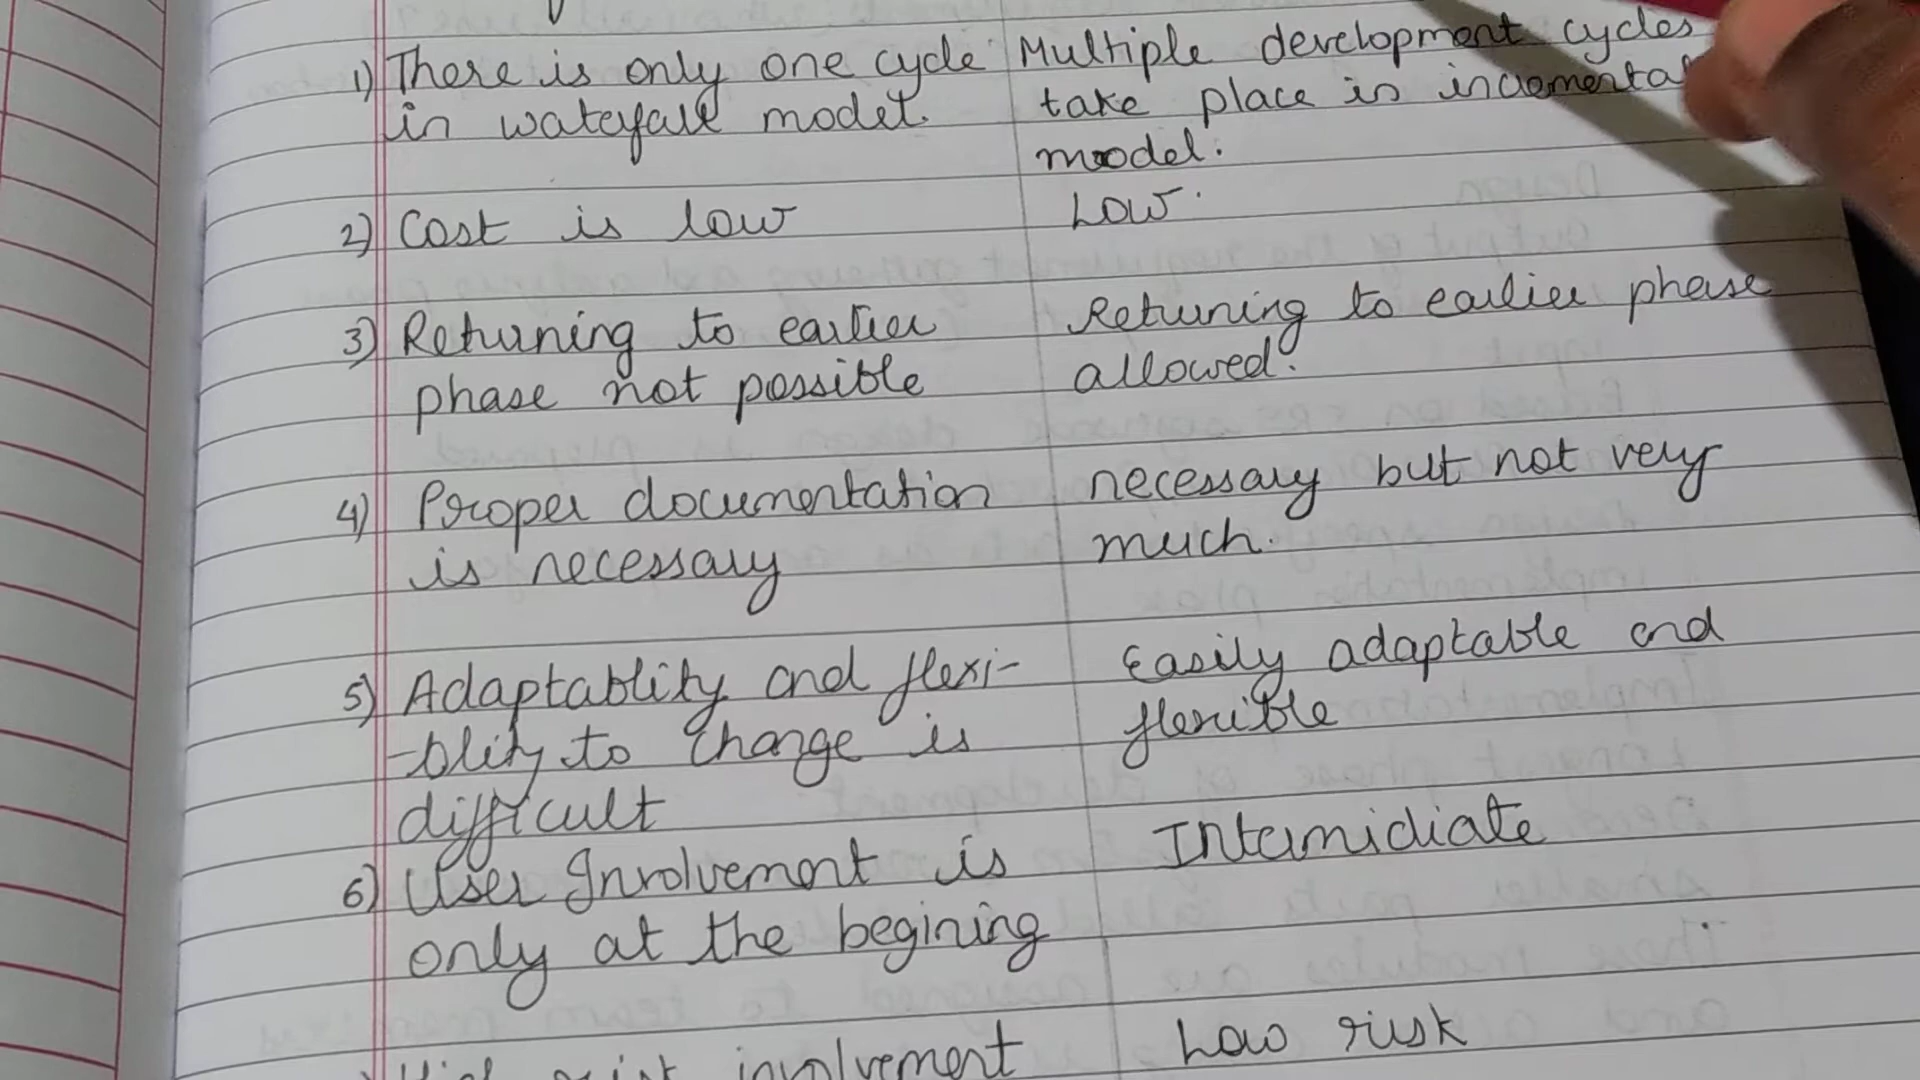 1) There is only one cycle
in waterfall model.
Multiple development cycles
take place in incremental
model.
2) Cost is low
Low.
3) Returning to earlier
phase not possible
Returning to earlier phase
allowed.
4) Proper documentation
is necessary
necessary but not very
much.
5) Adaptablity and flexi-
-blity to change is
difficult
Easily adaptable and
flexible
6) User Involvement is
only at the begining
Intermidiate
involvement
Low risk